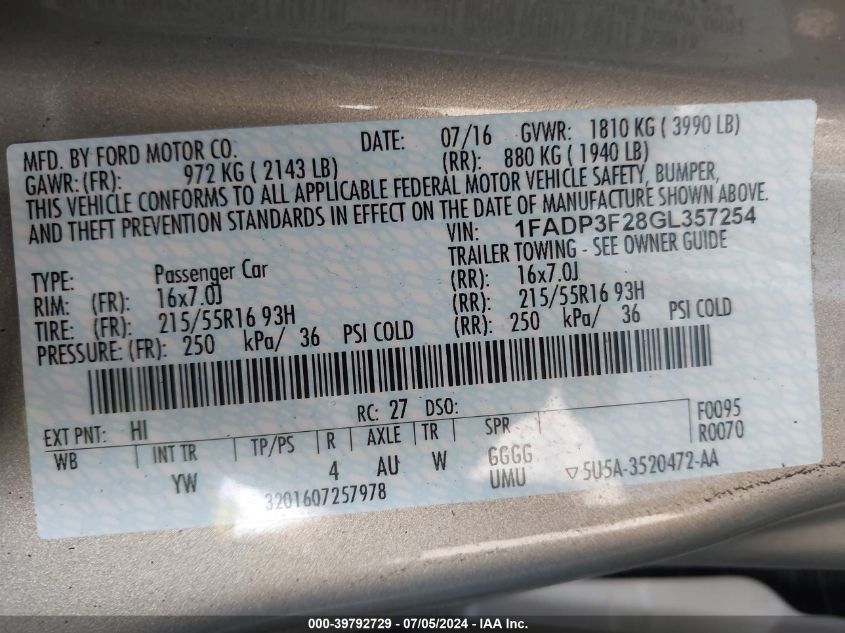 MFD. BY FORD MOTOR CO. DATE: 07/16 GVWR: 1810 KG ( 3990 LB)
GAWR: (FR): 972 KG ( 2143 LB) (RR): 880 KG ( 1940 LB)
THIS VEHICLE CONFORMS TO ALL APPLICABLE FEDERAL MOTOR VEHICLE SAFETY, BUMPER,
AND THEFT PREVENTION STANDARDS IN EFFECT ON THE DATE OF MANUFACTURE SHOWN ABOVE.
VIN: 1FADP3F28GL357254
TRAILER TOWING - SEE OWNER GUIDE
TYPE: Passenger Car
RIM: (FR): 16x7.0J (RR): 16x7.0J
TIRE: (FR): 215/55R16 93H (RR): 215/55R16 93H
PRESSURE: (FR): 250 kPa/ 36 PSI COLD (RR): 250 kPa/ 36 PSI COLD
EXT PNT: HI RC: 27 DSO: F0095
WB INT TR TP/PS R AXLE TR SPR R0070
YW 4 AU W GGGG
UMU ▽5U5A-3520472-AA
3201607257978
000-39792729 - 07/05/2024 - IAA Inc.